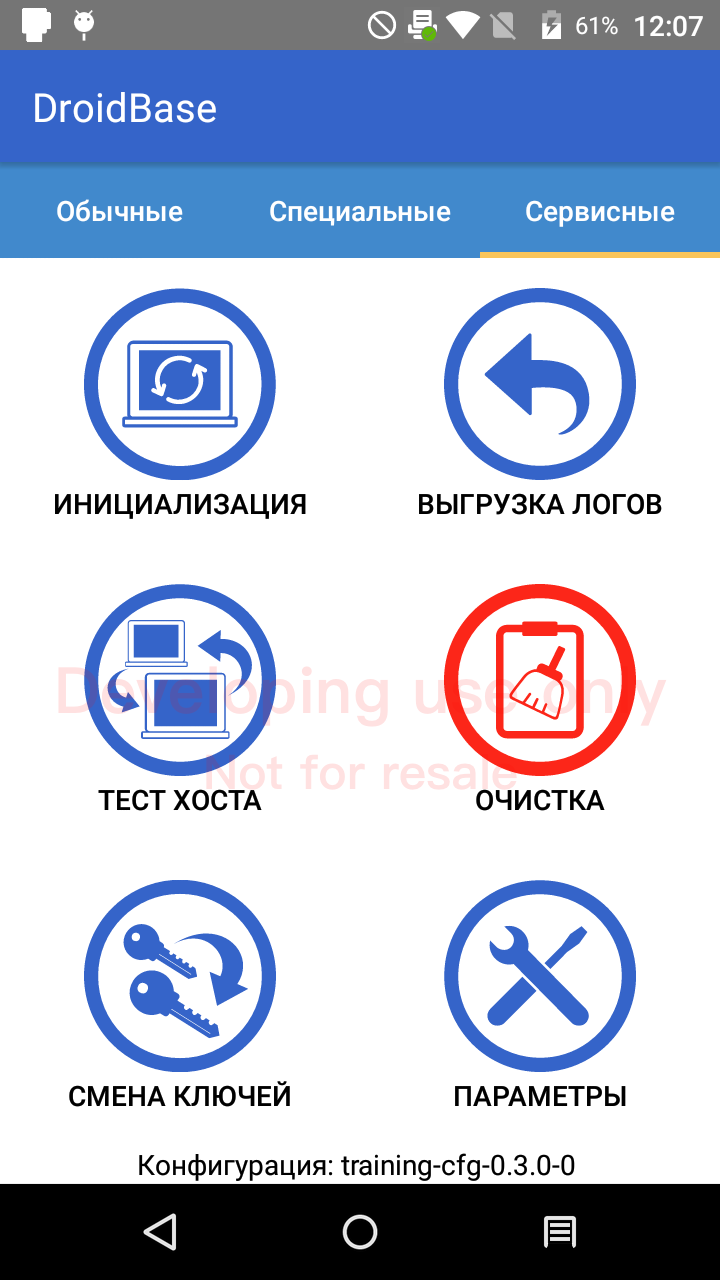 61% 12:07
DroidBase
Обычные Специальные Сервисные
ИНИЦИАЛИЗАЦИЯ ВЫГРУЗКА ЛОГОВ
Developing use only
Not for resale
ТЕСТ ХОСТА ОЧИСТКА
СМЕНА КЛЮЧЕЙ ПАРАМЕТРЫ
Конфигурация: training-cfg-0.3.0-0